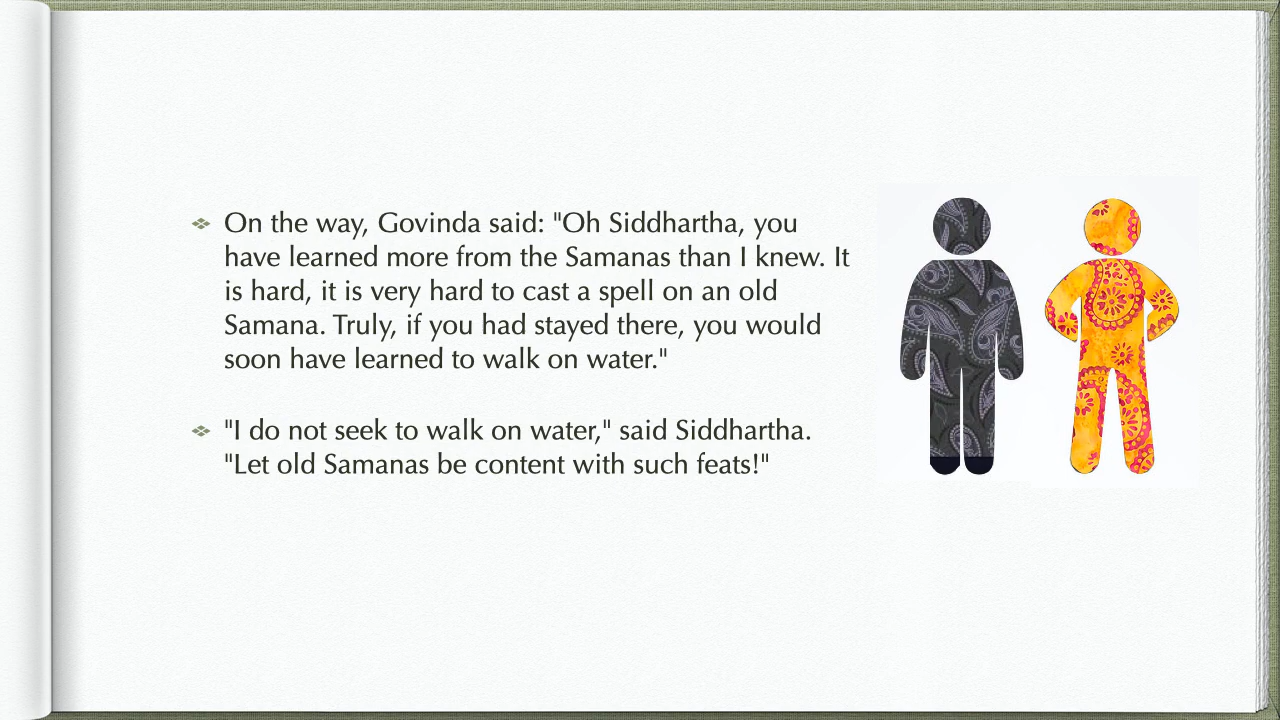 On the way, Govinda said: "Oh Siddhartha, you
have learned more from the Samanas than I knew. It
is hard, it is very hard to cast a spell on an old
Samana. Truly, if you had stayed there, you would
soon have learned to walk on water."
"I do not seek to walk on water," said Siddhartha.
"Let old Samanas be content with such feats!"